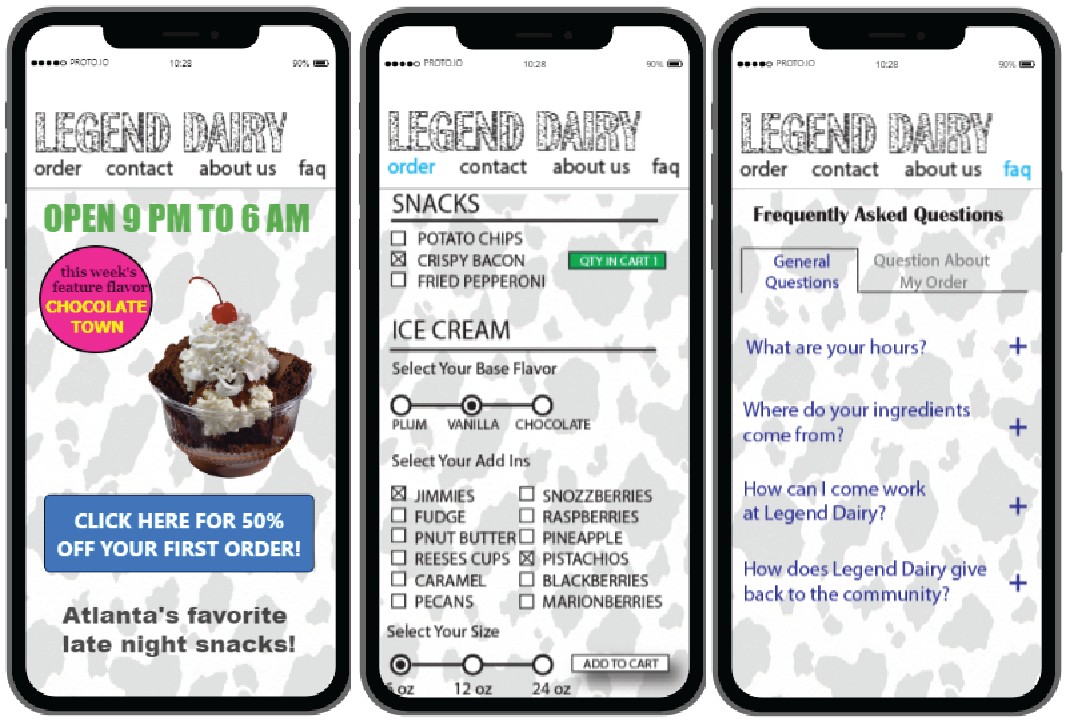 PROTO.IO 10:28 90%
LEGEND DAIRY
order contact about us faq
OPEN 9 PM TO 6 AM
this week's
feature flavor
CHOCOLATE
TOWN
CLICK HERE FOR 50%
OFF YOUR FIRST ORDER!
Atlanta's favorite
late night snacks!
PROTO.IO 10:28 90%
LEGEND DAIRY
order contact about us faq
SNACKS
POTATO CHIPS
CRISPY BACON QTY IN CART 1
FRIED PEPPERONI
ICE CREAM
Select Your Base Flavor
PLUM VANILLA CHOCOLATE
Select Your Add Ins
JIMMIES SNOZZBERRIES
FUDGE RASPBERRIES
PNUT BUTTER PINEAPPLE
REESES CUPS PISTACHIOS
CARAMEL BLACKBERRIES
PECANS MARIONBERRIES
Select Your Size
ADD TO CART
6 oz 12 oz 24 oz
PROTO.IO 10:28 90%
LEGEND DAIRY
order contact about us faq
Frequently Asked Questions
General
Questions
Question About
My Order
What are your hours? +
Where do your ingredients
come from? +
How can I come work
at Legend Dairy? +
How does Legend Dairy give
back to the community? +